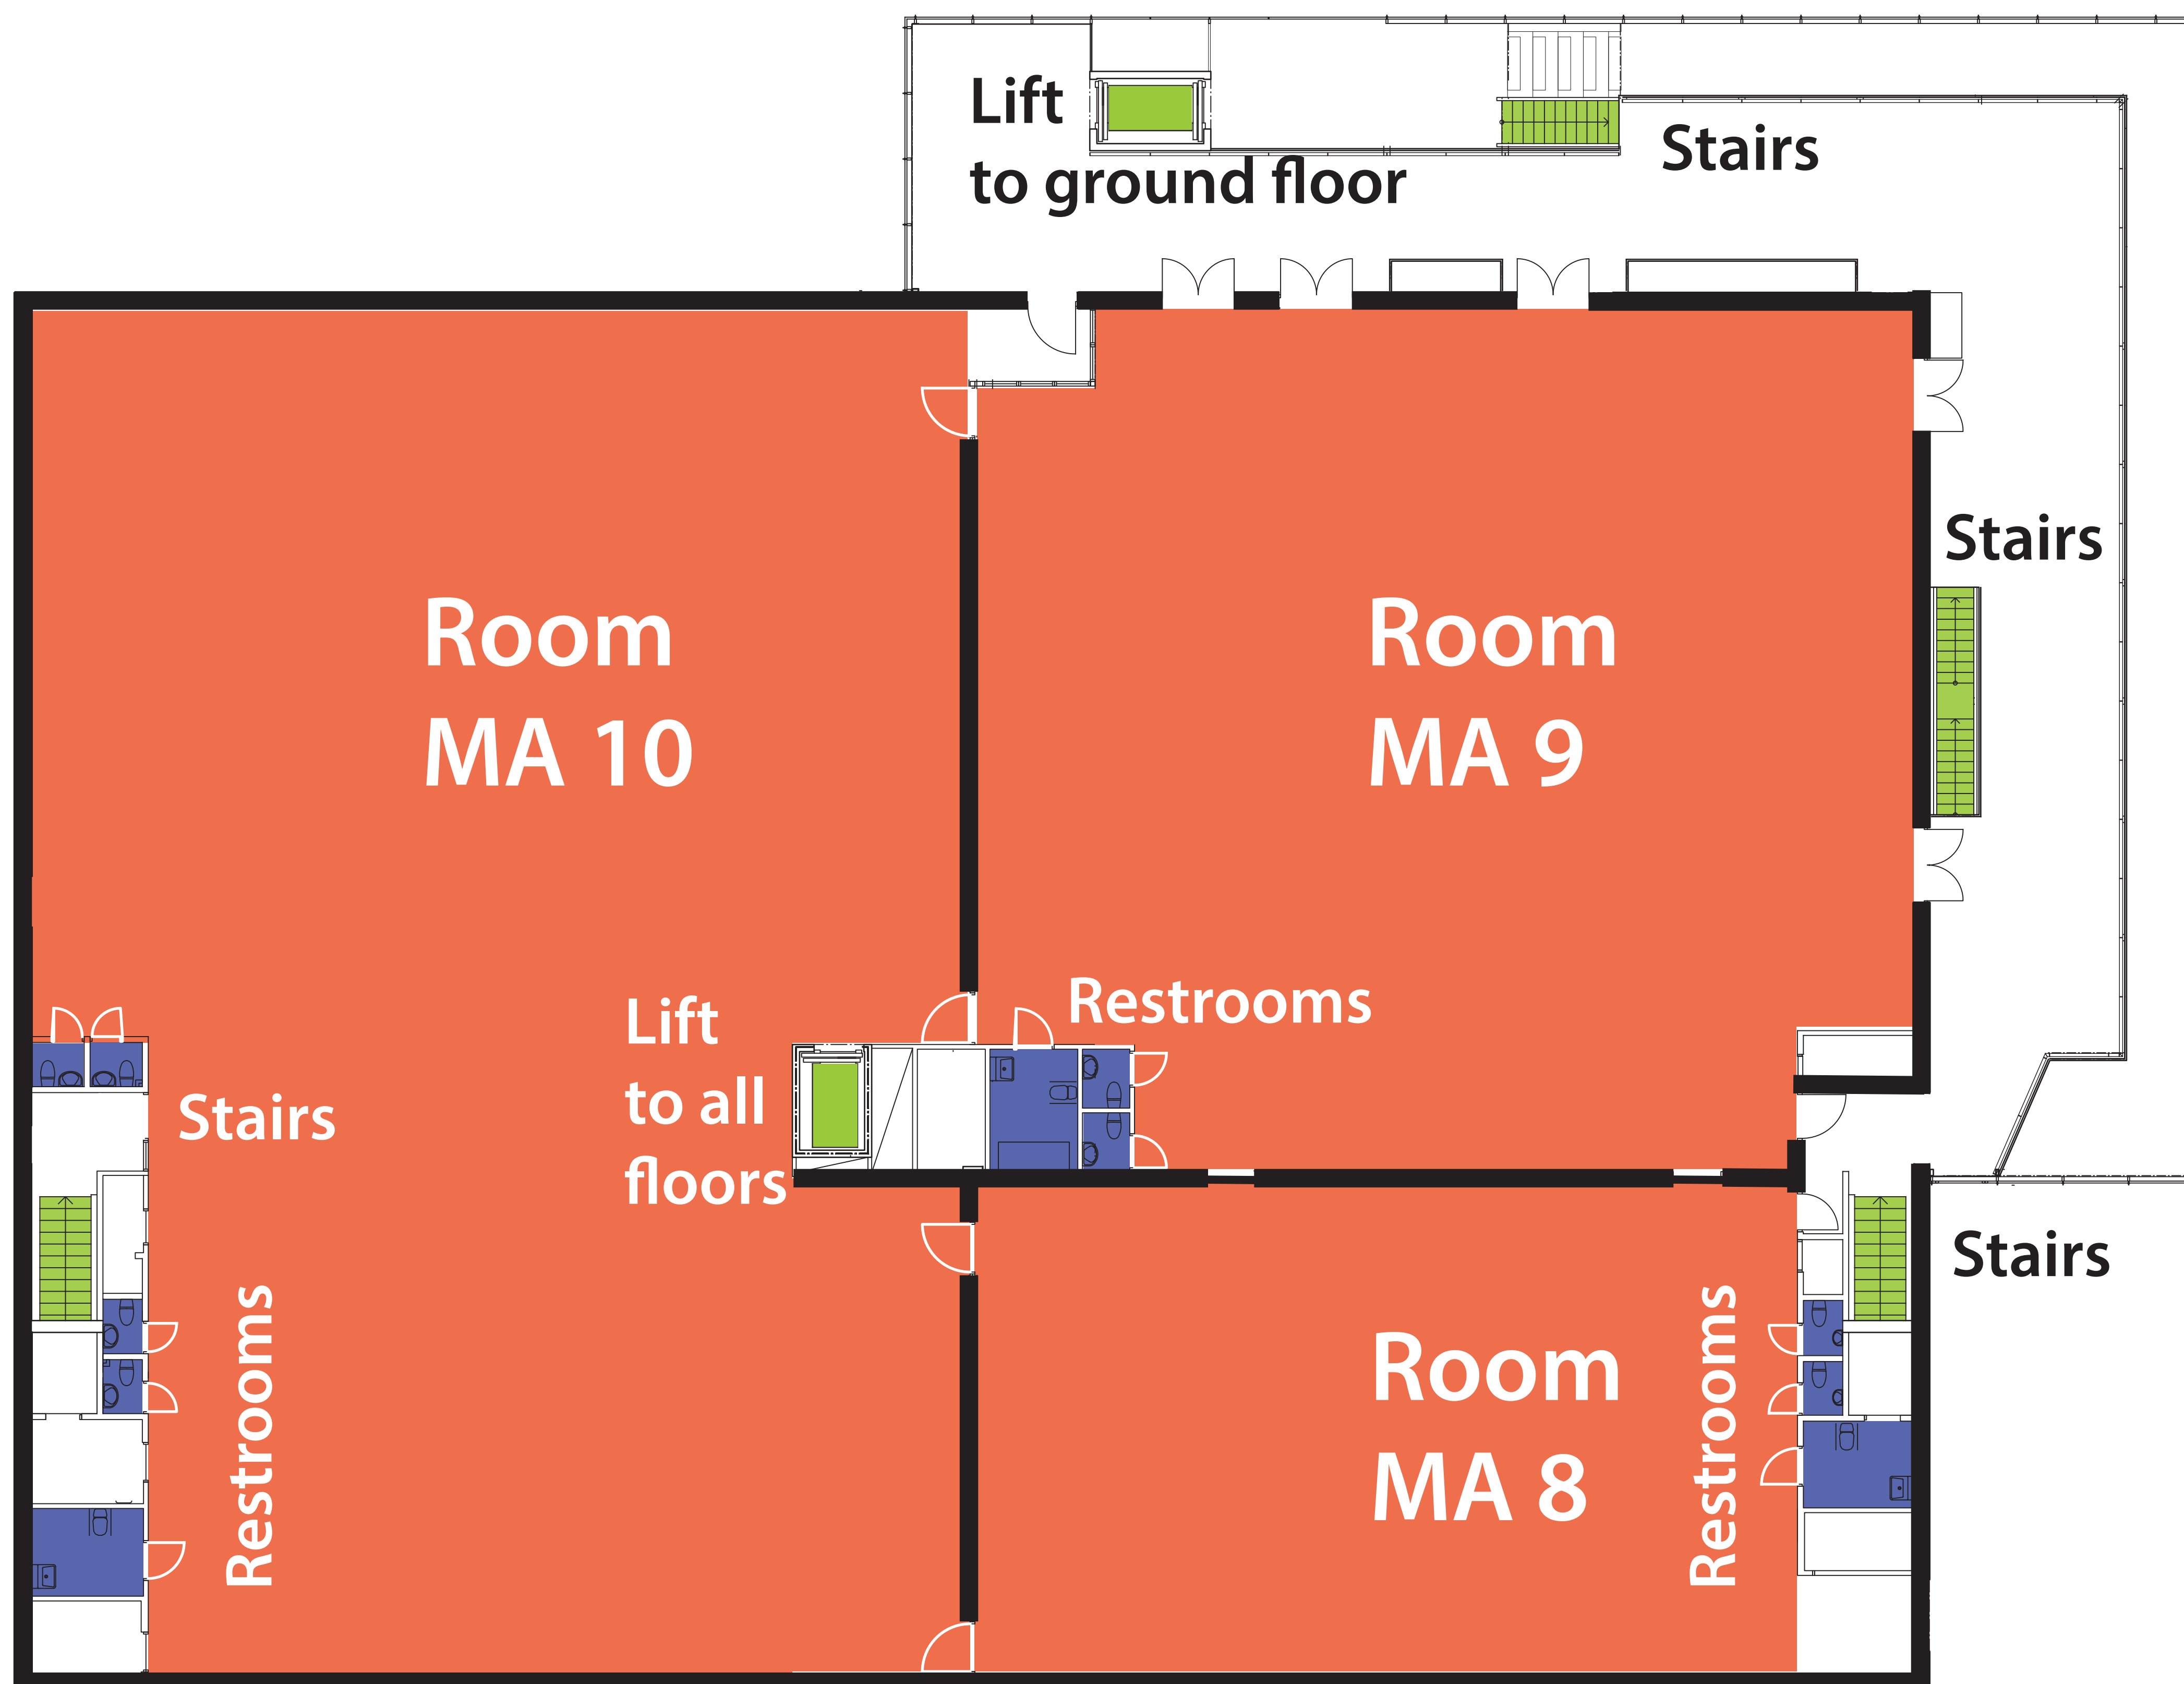 Lift
to ground floor
Stairs
Stairs
Room
MA 10
Room
MA 9
Restrooms
Lift
to all
floors
Stairs
Stairs
Restrooms
Room
MA 8
Restrooms